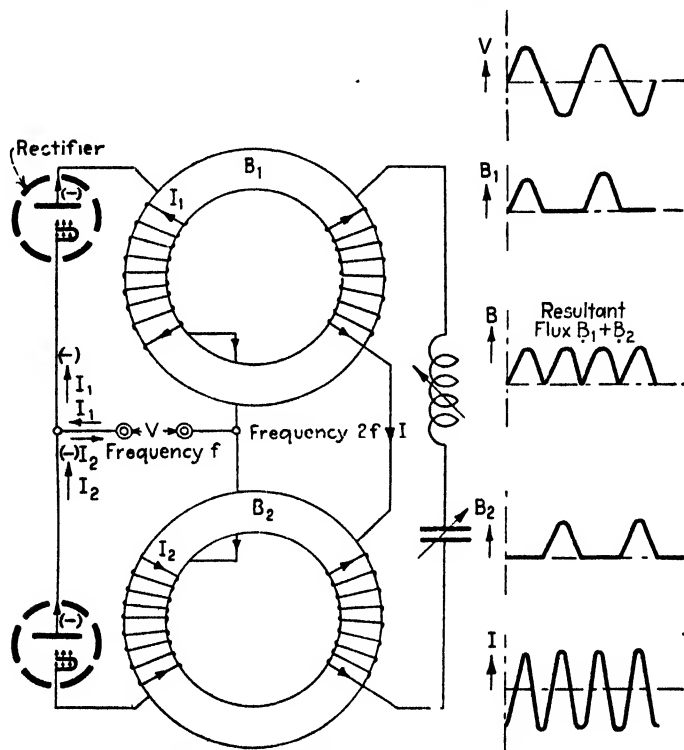 Rectifier
(-)
B₁
I₁
(-)
I₁
I₁
V
Frequency f
(-)I₂
I₂
Frequency 2f
I
B₂
I₂
(-)
V
B₁
B
Resultant
Flux B₁+B₂
B₂
I